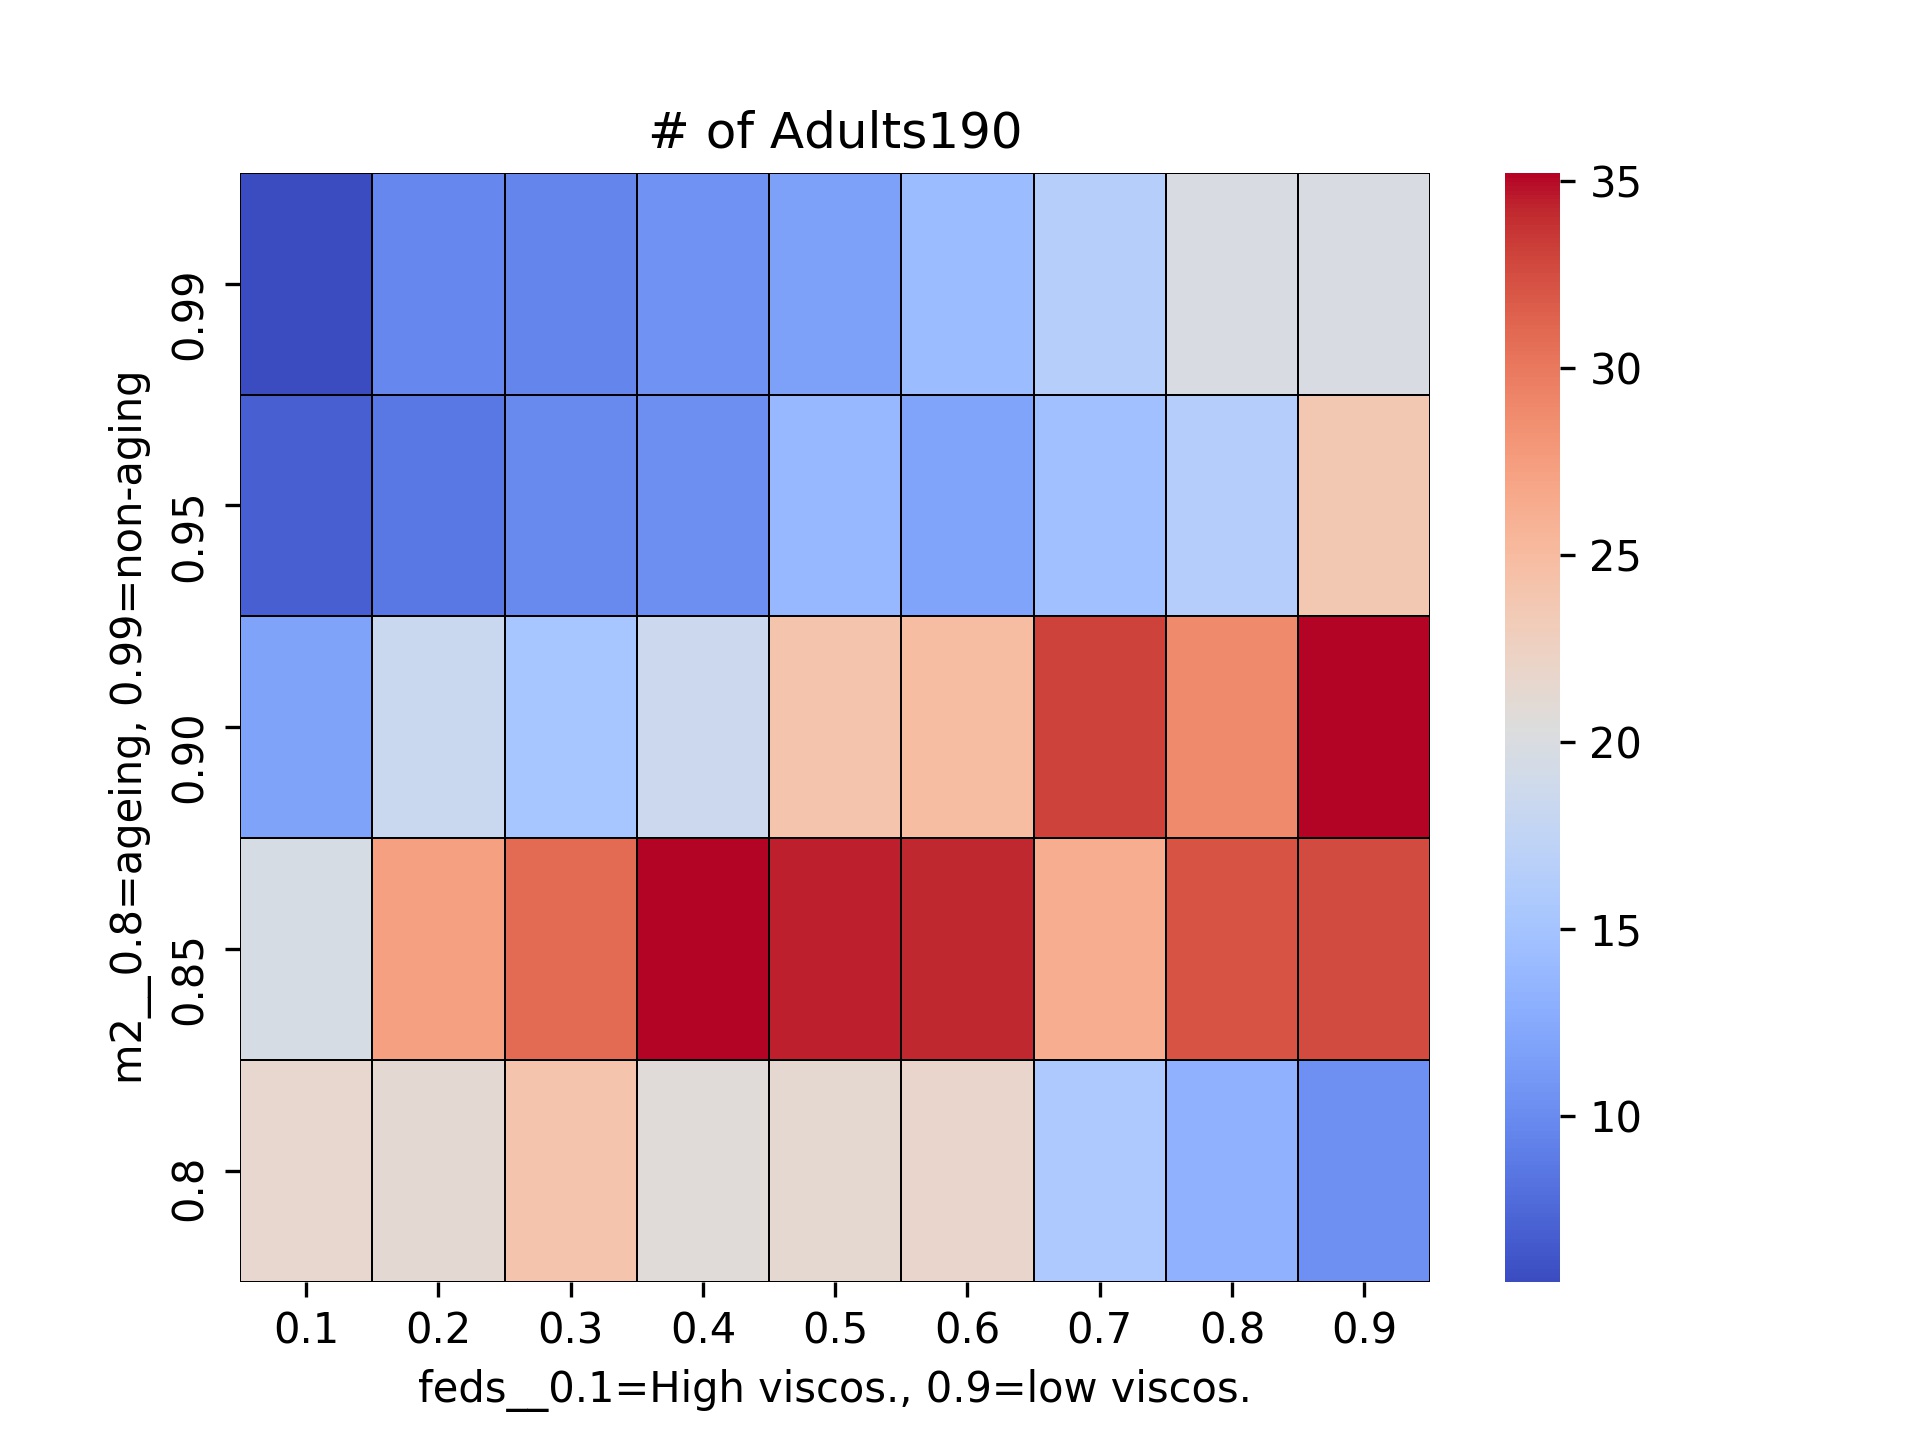 # of Adults190
m2__0.8=ageing, 0.99=non-aging
0.99
0.95
0.90
0.85
0.8
0.1 0.2 0.3 0.4 0.5 0.6 0.7 0.8 0.9
feds__0.1=High viscos., 0.9=low viscos.
35
30
25
20
15
10